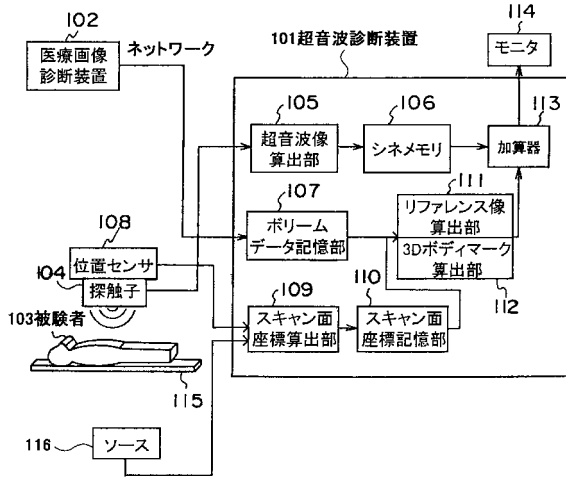 102
医療画像
診断装置
ネットワーク
101超音波診断装置
114
モニタ
105
超音波像
算出部
106
シネメモリ
113
加算器
107
ボリーム
データ記憶部
111
リファレンス像
算出部
3Dボディマーク
算出部
112
108
位置センサ
104
探触子
103被験者
115
109
スキャン面
座標算出部
110
スキャン面
座標記憶部
116
ソース